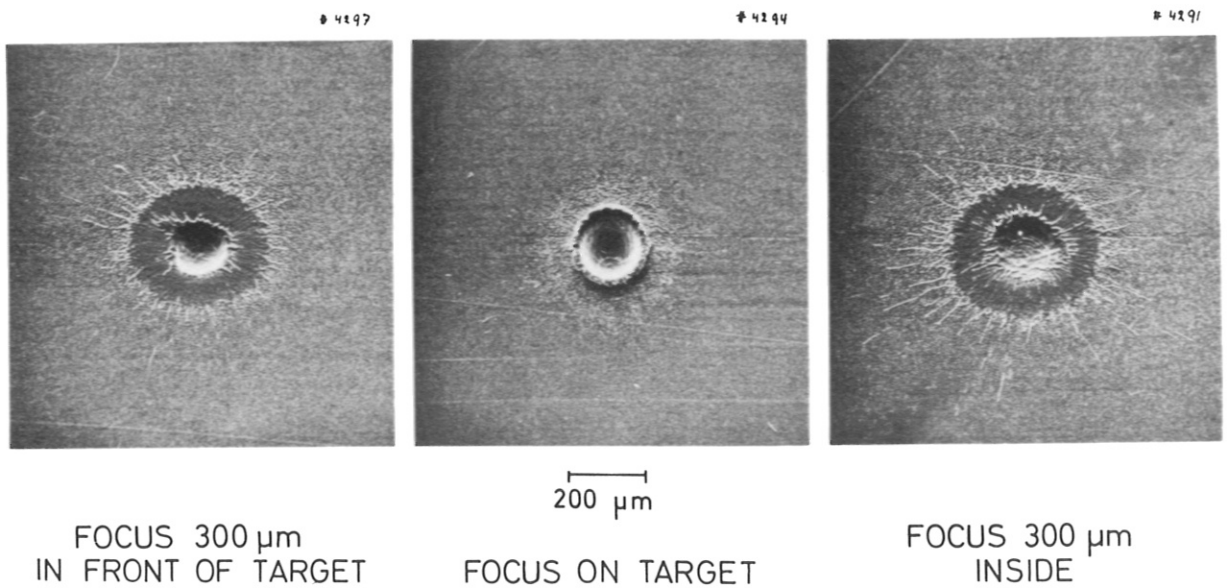 # 4297
# 4294
# 4291
200 µm
FOCUS 300 µm
IN FRONT OF TARGET
FOCUS ON TARGET
FOCUS 300 µm
INSIDE